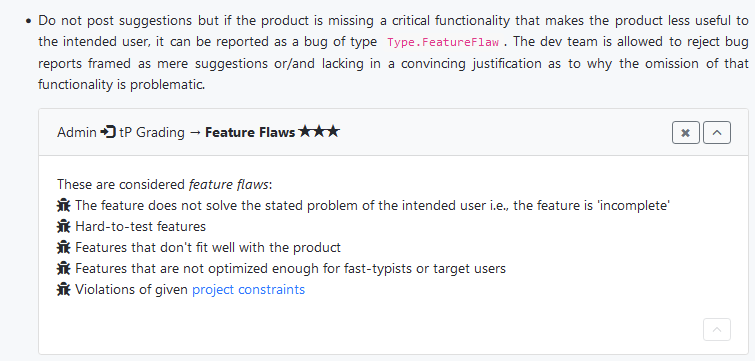 Do not post suggestions but if the product is missing a critical functionality that makes the product less useful to
the intended user, it can be reported as a bug of type Type.FeatureFlaw. The dev team is allowed to reject bug
reports framed as mere suggestions or/and lacking in a convincing justification as to why the omission of that
functionality is problematic.
Admin tP Grading → Feature Flaws ★★★
These are considered feature flaws:
The feature does not solve the stated problem of the intended user i.e., the feature is 'incomplete'
Hard-to-test features
Features that don't fit well with the product
Features that are not optimized enough for fast-typists or target users
Violations of given project constraints